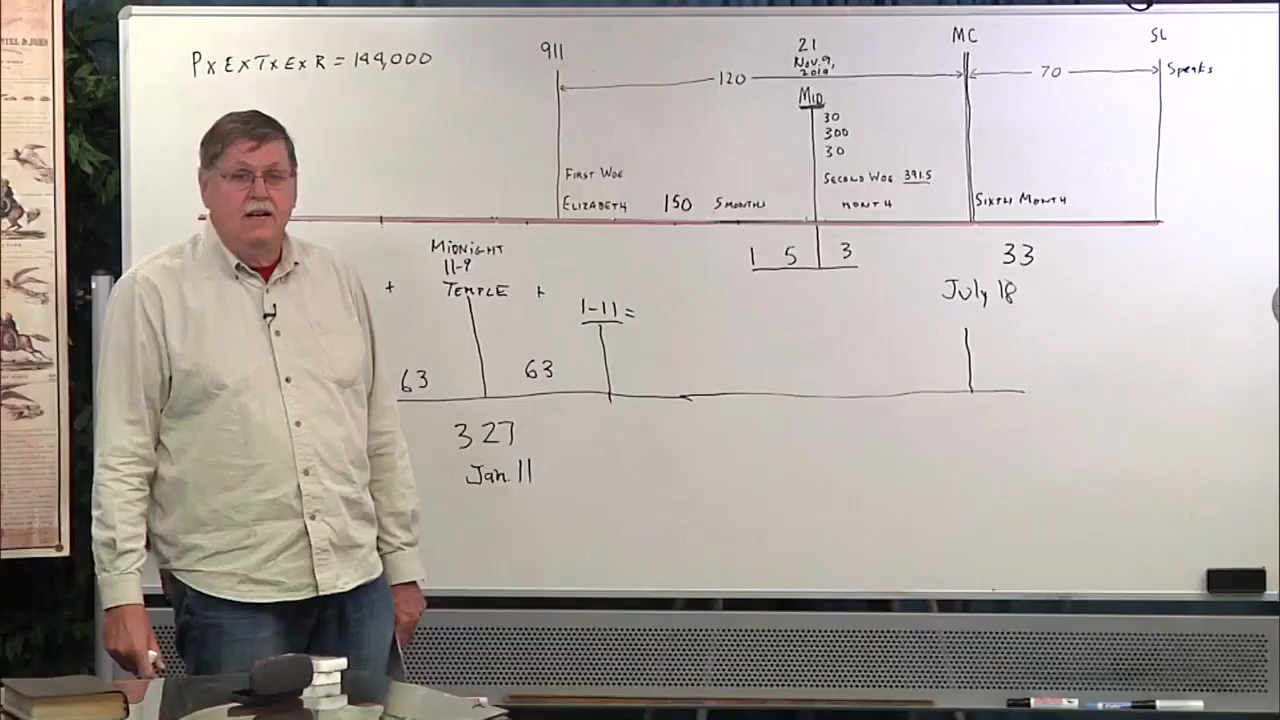 IEL & JOHN
P x E x T x E x R = 144,000
911
21
Nov. 9,
2019
MC
SL
120
70
Speaks
MID
30
300
30
FIRST WOE
SECOND WOE 391.5
ELIZABETH 150 5 MONTHS
MONTH
SIXTH MONTH
1 5 3
33
July 18
MIDNIGHT
11-9
+ TEMPLE +
1-11 =
63
63
327
Jan. 11